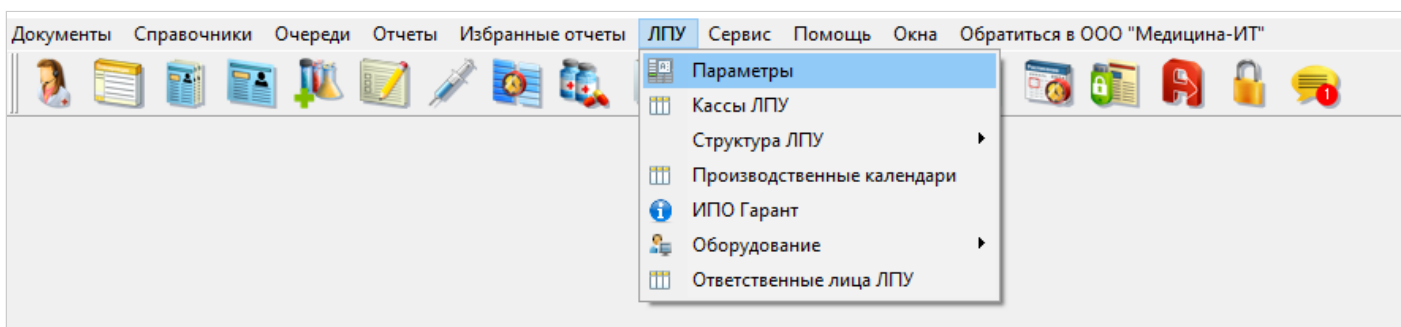 Документы Справочники Очереди Отчеты Избранные отчеты ЛПУ Сервис Помощь Окна Обратиться в ООО "Медицина-ИТ"
1
Параметры
Кассы ЛПУ
Структура ЛПУ
Производственные календари
ИПО Гарант
Оборудование
Ответственные лица ЛПУ